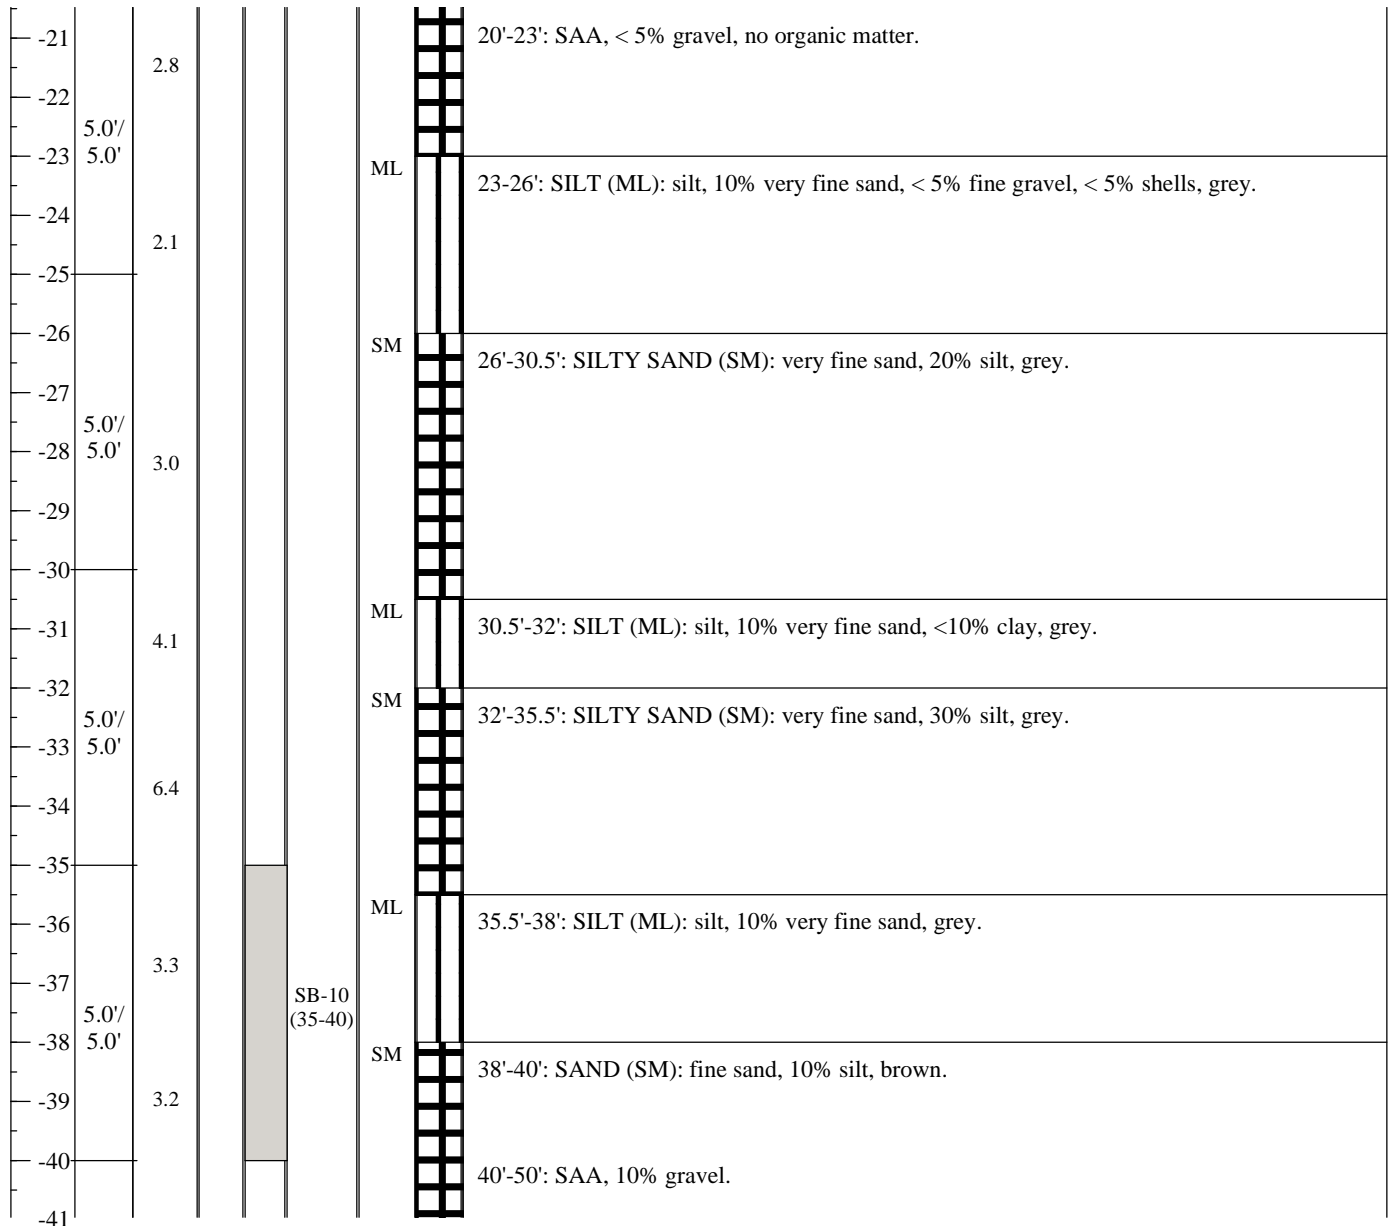 -21
20'-23': SAA, < 5% gravel, no organic matter.
2.8
-22
5.0'/
5.0'
-23
ML
23-26': SILT (ML): silt, 10% very fine sand, < 5% fine gravel, < 5% shells, grey.
-24
2.1
-25
-26
SM
26'-30.5': SILTY SAND (SM): very fine sand, 20% silt, grey.
-27
5.0'/
5.0'
-28
3.0
-29
-30
ML
30.5'-32': SILT (ML): silt, 10% very fine sand, <10% clay, grey.
-31
4.1
-32
SM
32'-35.5': SILTY SAND (SM): very fine sand, 30% silt, grey.
5.0'/
5.0'
-33
6.4
-34
-35
ML
35.5'-38': SILT (ML): silt, 10% very fine sand, grey.
-36
3.3
-37
SB-10
(35-40)
5.0'/
5.0'
-38
SM
38'-40': SAND (SM): fine sand, 10% silt, brown.
-39
3.2
-40
40'-50': SAA, 10% gravel.
-41